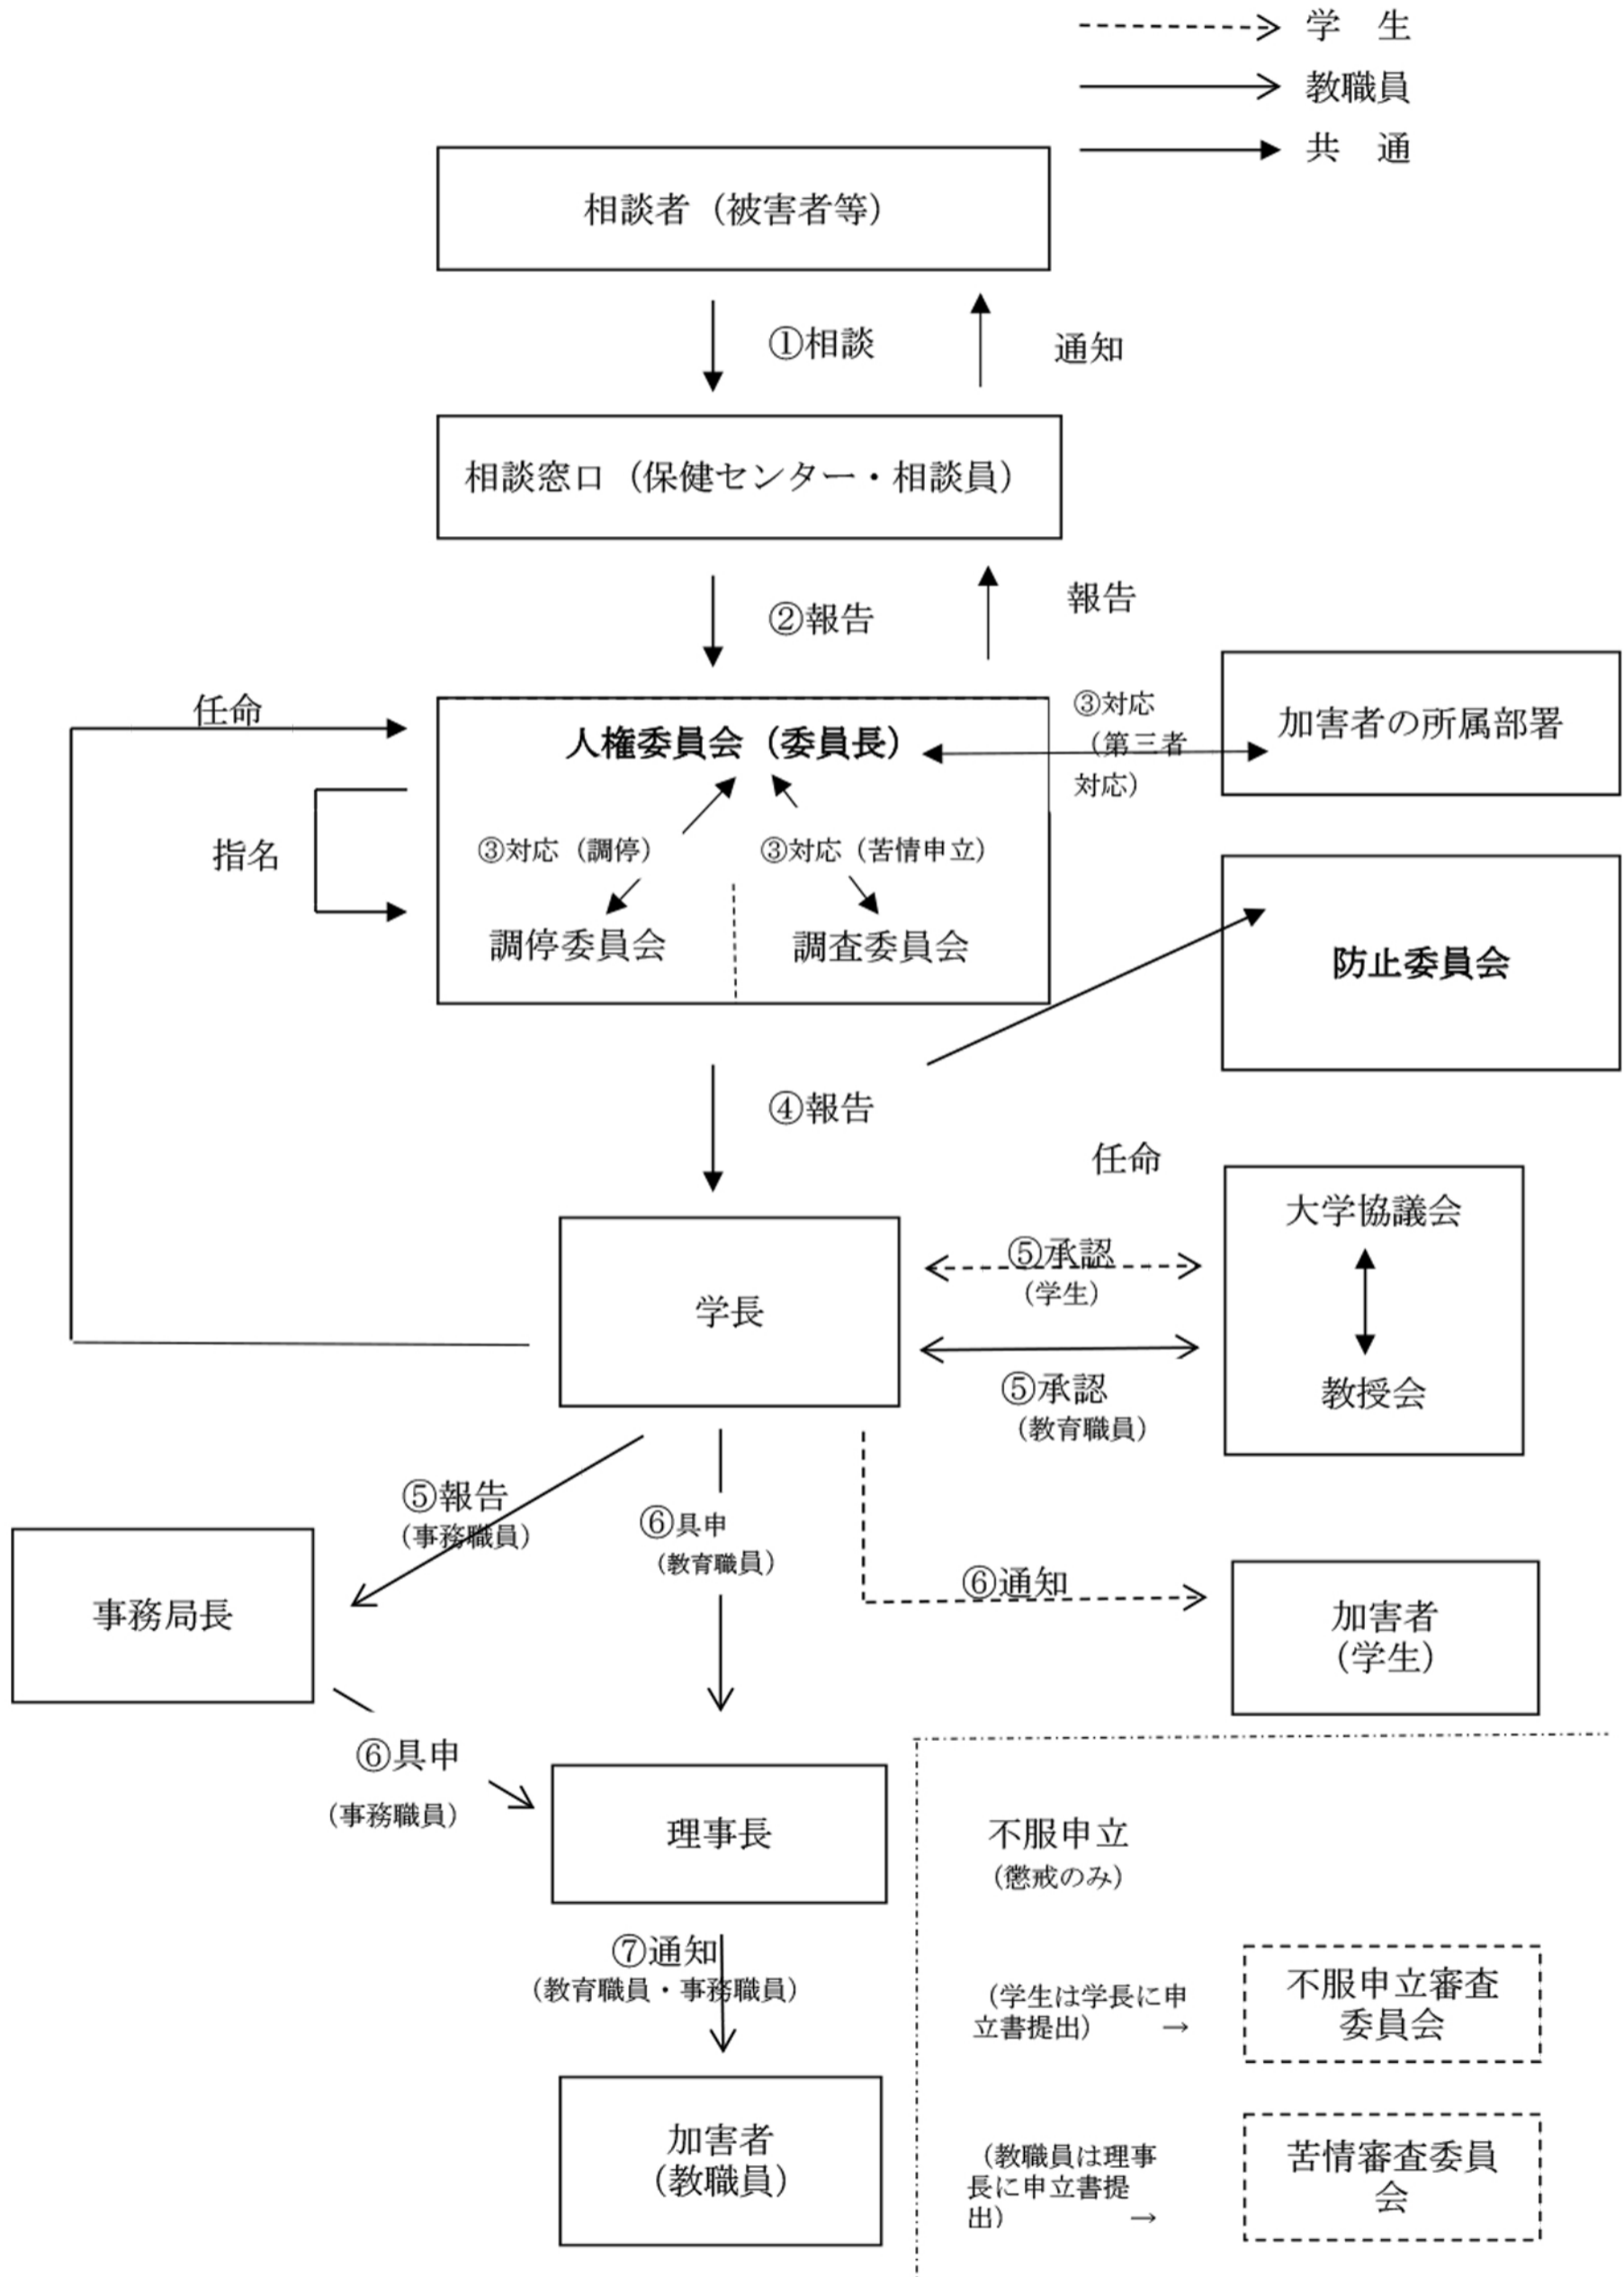 学　生
教職員
共　通
相談者（被害者等）
①相談
通知
相談窓口（保健センター・相談員）
②報告
報告
任命
人権委員会（委員長）
③対応
（第三者
対応）
加害者の所属部署
指名
③対応（調停）
③対応（苦情申立）
調停委員会
調査委員会
防止委員会
④報告
任命
大学協議会
⑤承認
（学生）
学長
教授会
⑤承認
（教育職員）
⑤報告
（事務職員）
⑥具申
（教育職員）
⑥通知
事務局長
加害者
（学生）
⑥具申
（事務職員）
理事長
不服申立
（懲戒のみ）
⑦通知
（教育職員・事務職員）
（学生は学長に申
立書提出）　　→
不服申立審査
委員会
加害者
（教職員）
（教職員は理事
長に申立書提
出）　　　　→
苦情審査委員
会